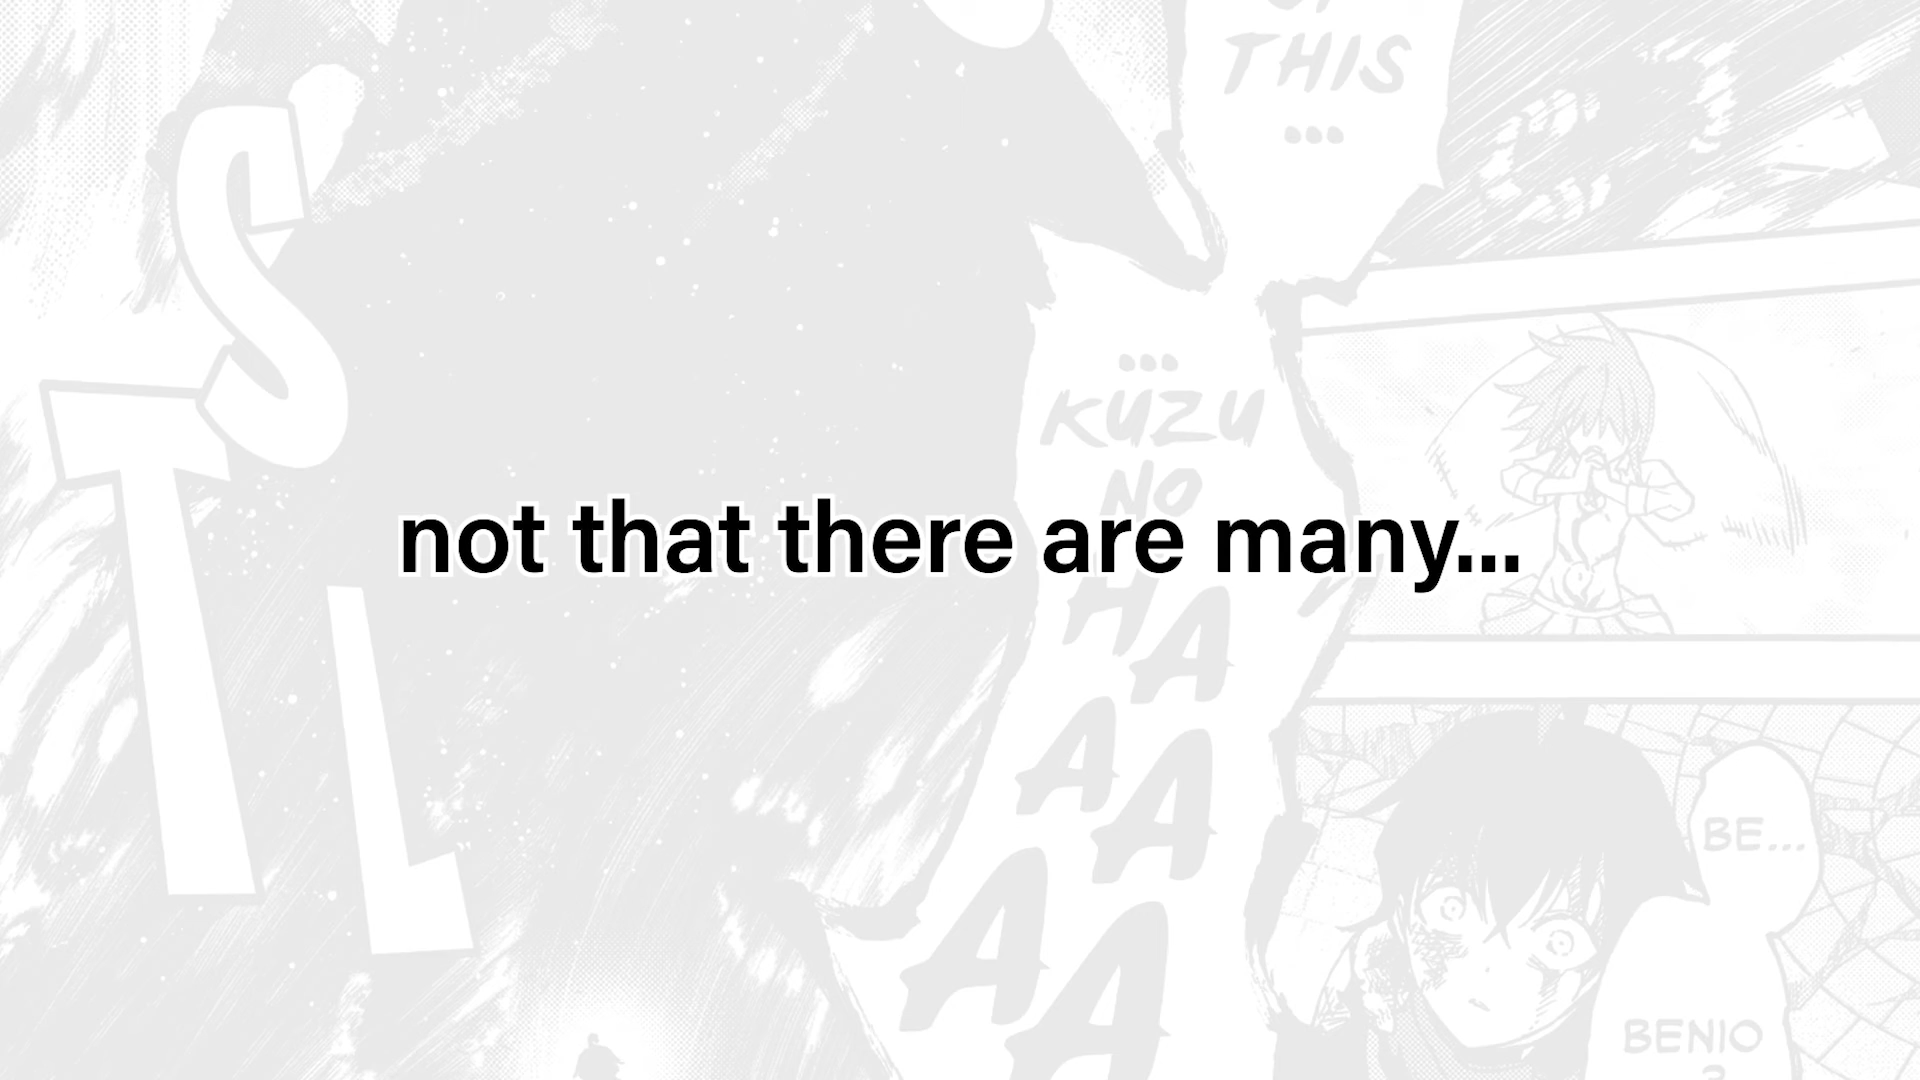 THIS
...
...
KUZU
NO
HA
A
A
A
A
A
S
T
L
not that there are many...
BE...
BENIO
?